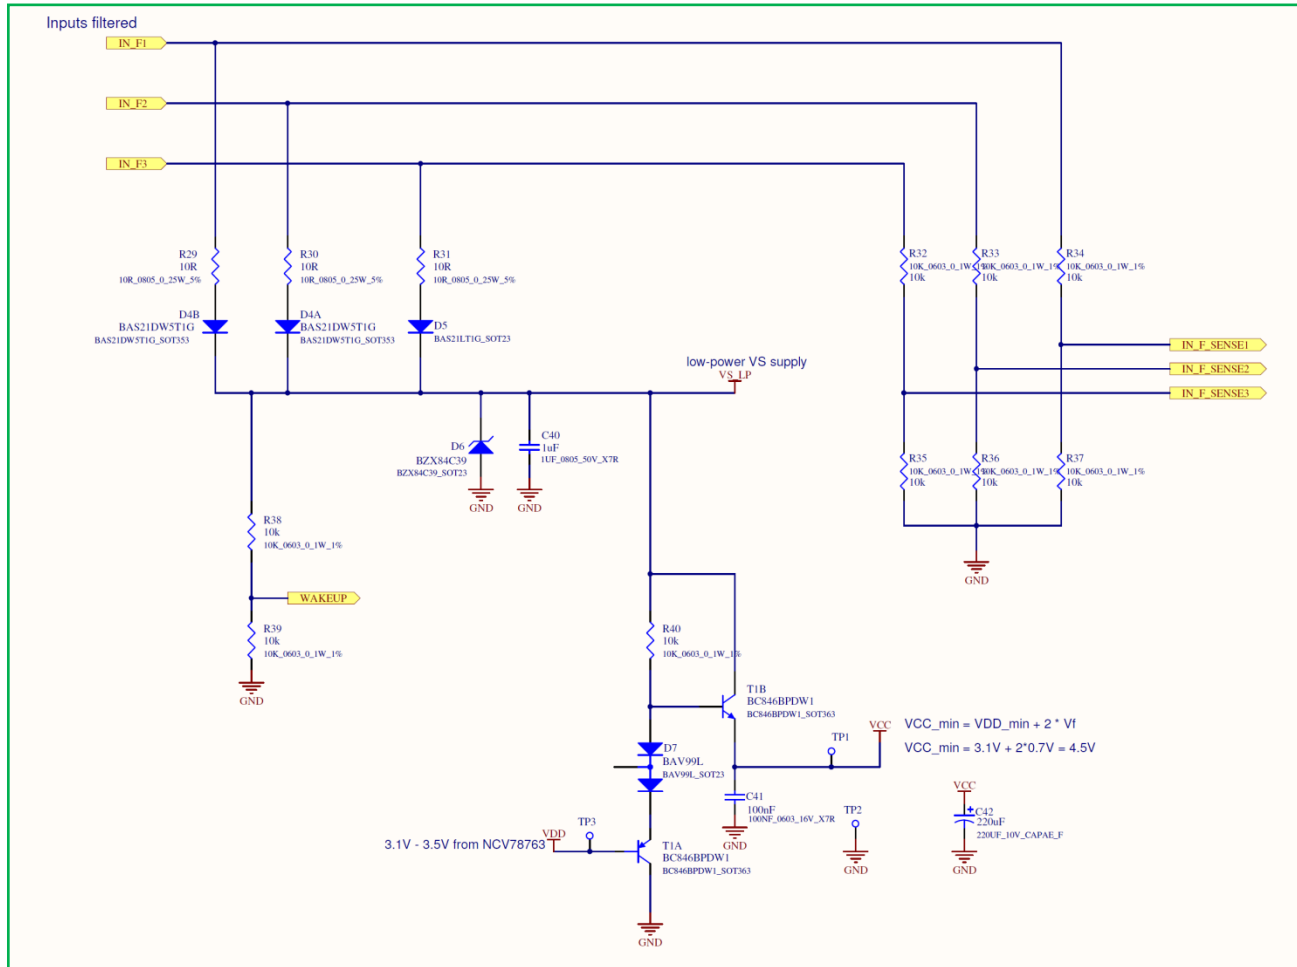 Inputs filtered
IN_F1
IN_F2
IN_F3
R29
10R
10R_0805_0_25W_5%
R30
10R
10R_0805_0_25W_5%
R31
10R
10R_0805_0_25W_5%
R32
10K_0603_0_1W_1%
10k
R33
10K_0603_0_1W_1%
10k
R34
10K_0603_0_1W_1%
10k
D4B
BAS21DW5T1G
BAS21DW5T1G_SOT353
D4A
BAS21DW5T1G
BAS21DW5T1G_SOT353
D5
BAS21LT1G_SOT23
IN_F_SENSE1
IN_F_SENSE2
IN_F_SENSE3
low-power VS supply
VS_LP
D6
BZX84C39
BZX84C39_SOT23
GND
C40
1uF
1UF_0805_50V_X7R
GND
R35
10K_0603_0_1W_1%
10k
R36
10K_0603_0_1W_1%
10k
R37
10K_0603_0_1W_1%
10k
GND
R38
10k
10K_0603_0_1W_1%
WAKEUP
R39
10k
10K_0603_0_1W_1%
GND
R40
10k
10K_0603_0_1W_1%
T1B
BC846BPDW1
BC846BPDW1_SOT363
D7
BAV99L
BAV99L_SOT23
TP1
VCC
VCC_min = VDD_min + 2 * Vf
VCC_min = 3.1V + 2*0.7V = 4.5V
C41
100nF
100NF_0603_16V_X7R
GND
TP2
GND
VCC
C42
220uF
220UF_10V_CAPAE_F
GND
3.1V - 3.5V from NCV78763
VDD
TP3
T1A
BC846BPDW1
BC846BPDW1_SOT363
GND